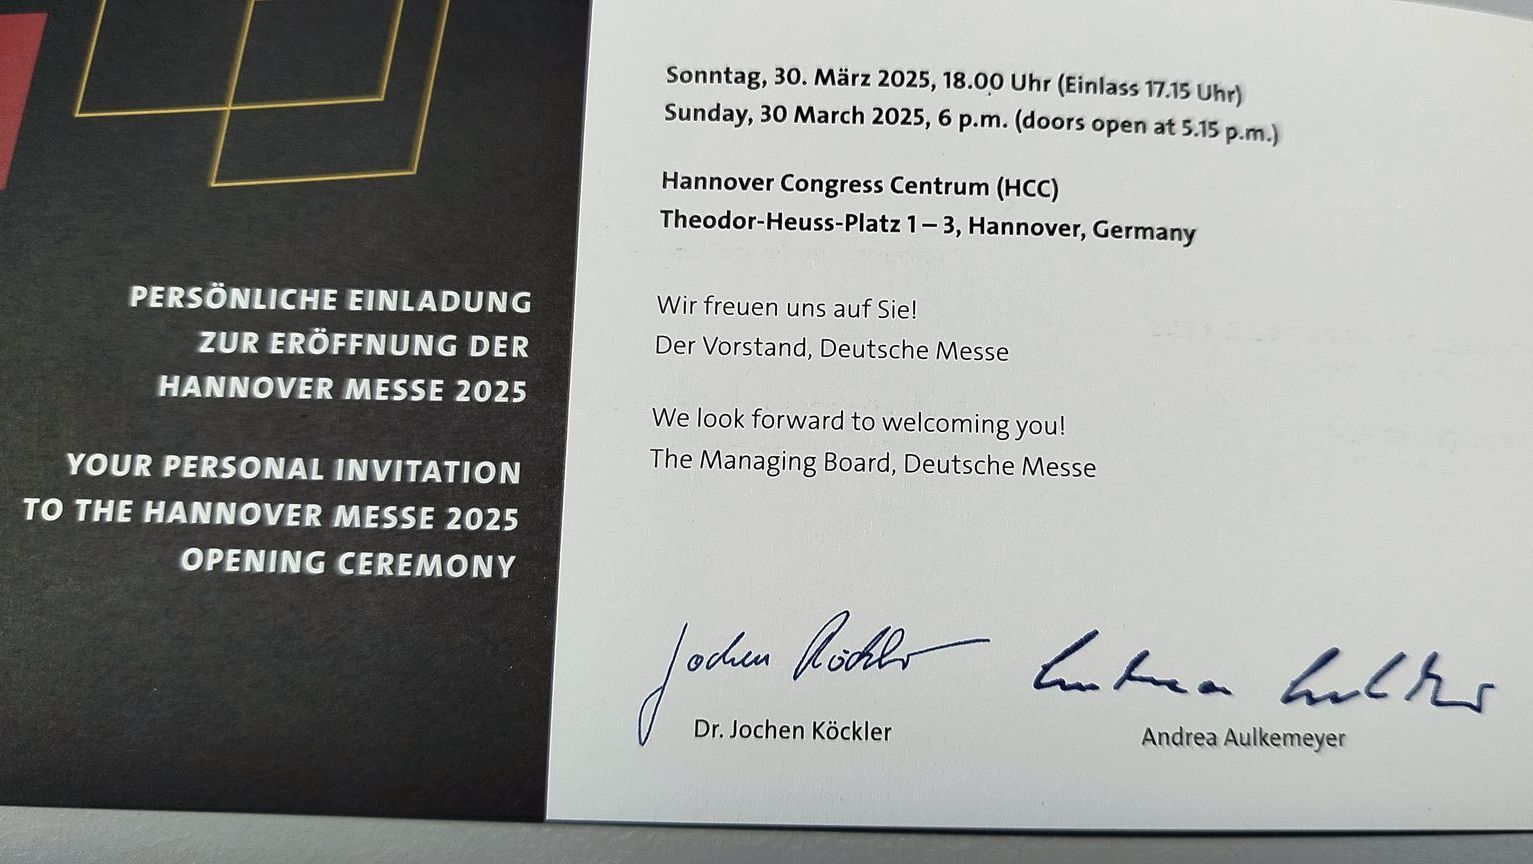 PERSÖNLICHE EINLADUNG
ZUR ERÖFFNUNG DER
HANNOVER MESSE 2025
YOUR PERSONAL INVITATION
TO THE HANNOVER MESSE 2025
OPENING CEREMONY
Sonntag, 30. März 2025, 18.00 Uhr (Einlass 17.15 Uhr)
Sunday, 30 March 2025, 6 p.m. (doors open at 5.15 p.m.)
Hannover Congress Centrum (HCC)
Theodor-Heuss-Platz 1 – 3, Hannover, Germany
Wir freuen uns auf Sie!
Der Vorstand, Deutsche Messe
We look forward to welcoming you!
The Managing Board, Deutsche Messe
Jochen Köckler
Dr. Jochen Köckler
Andrea Aulkemeyer